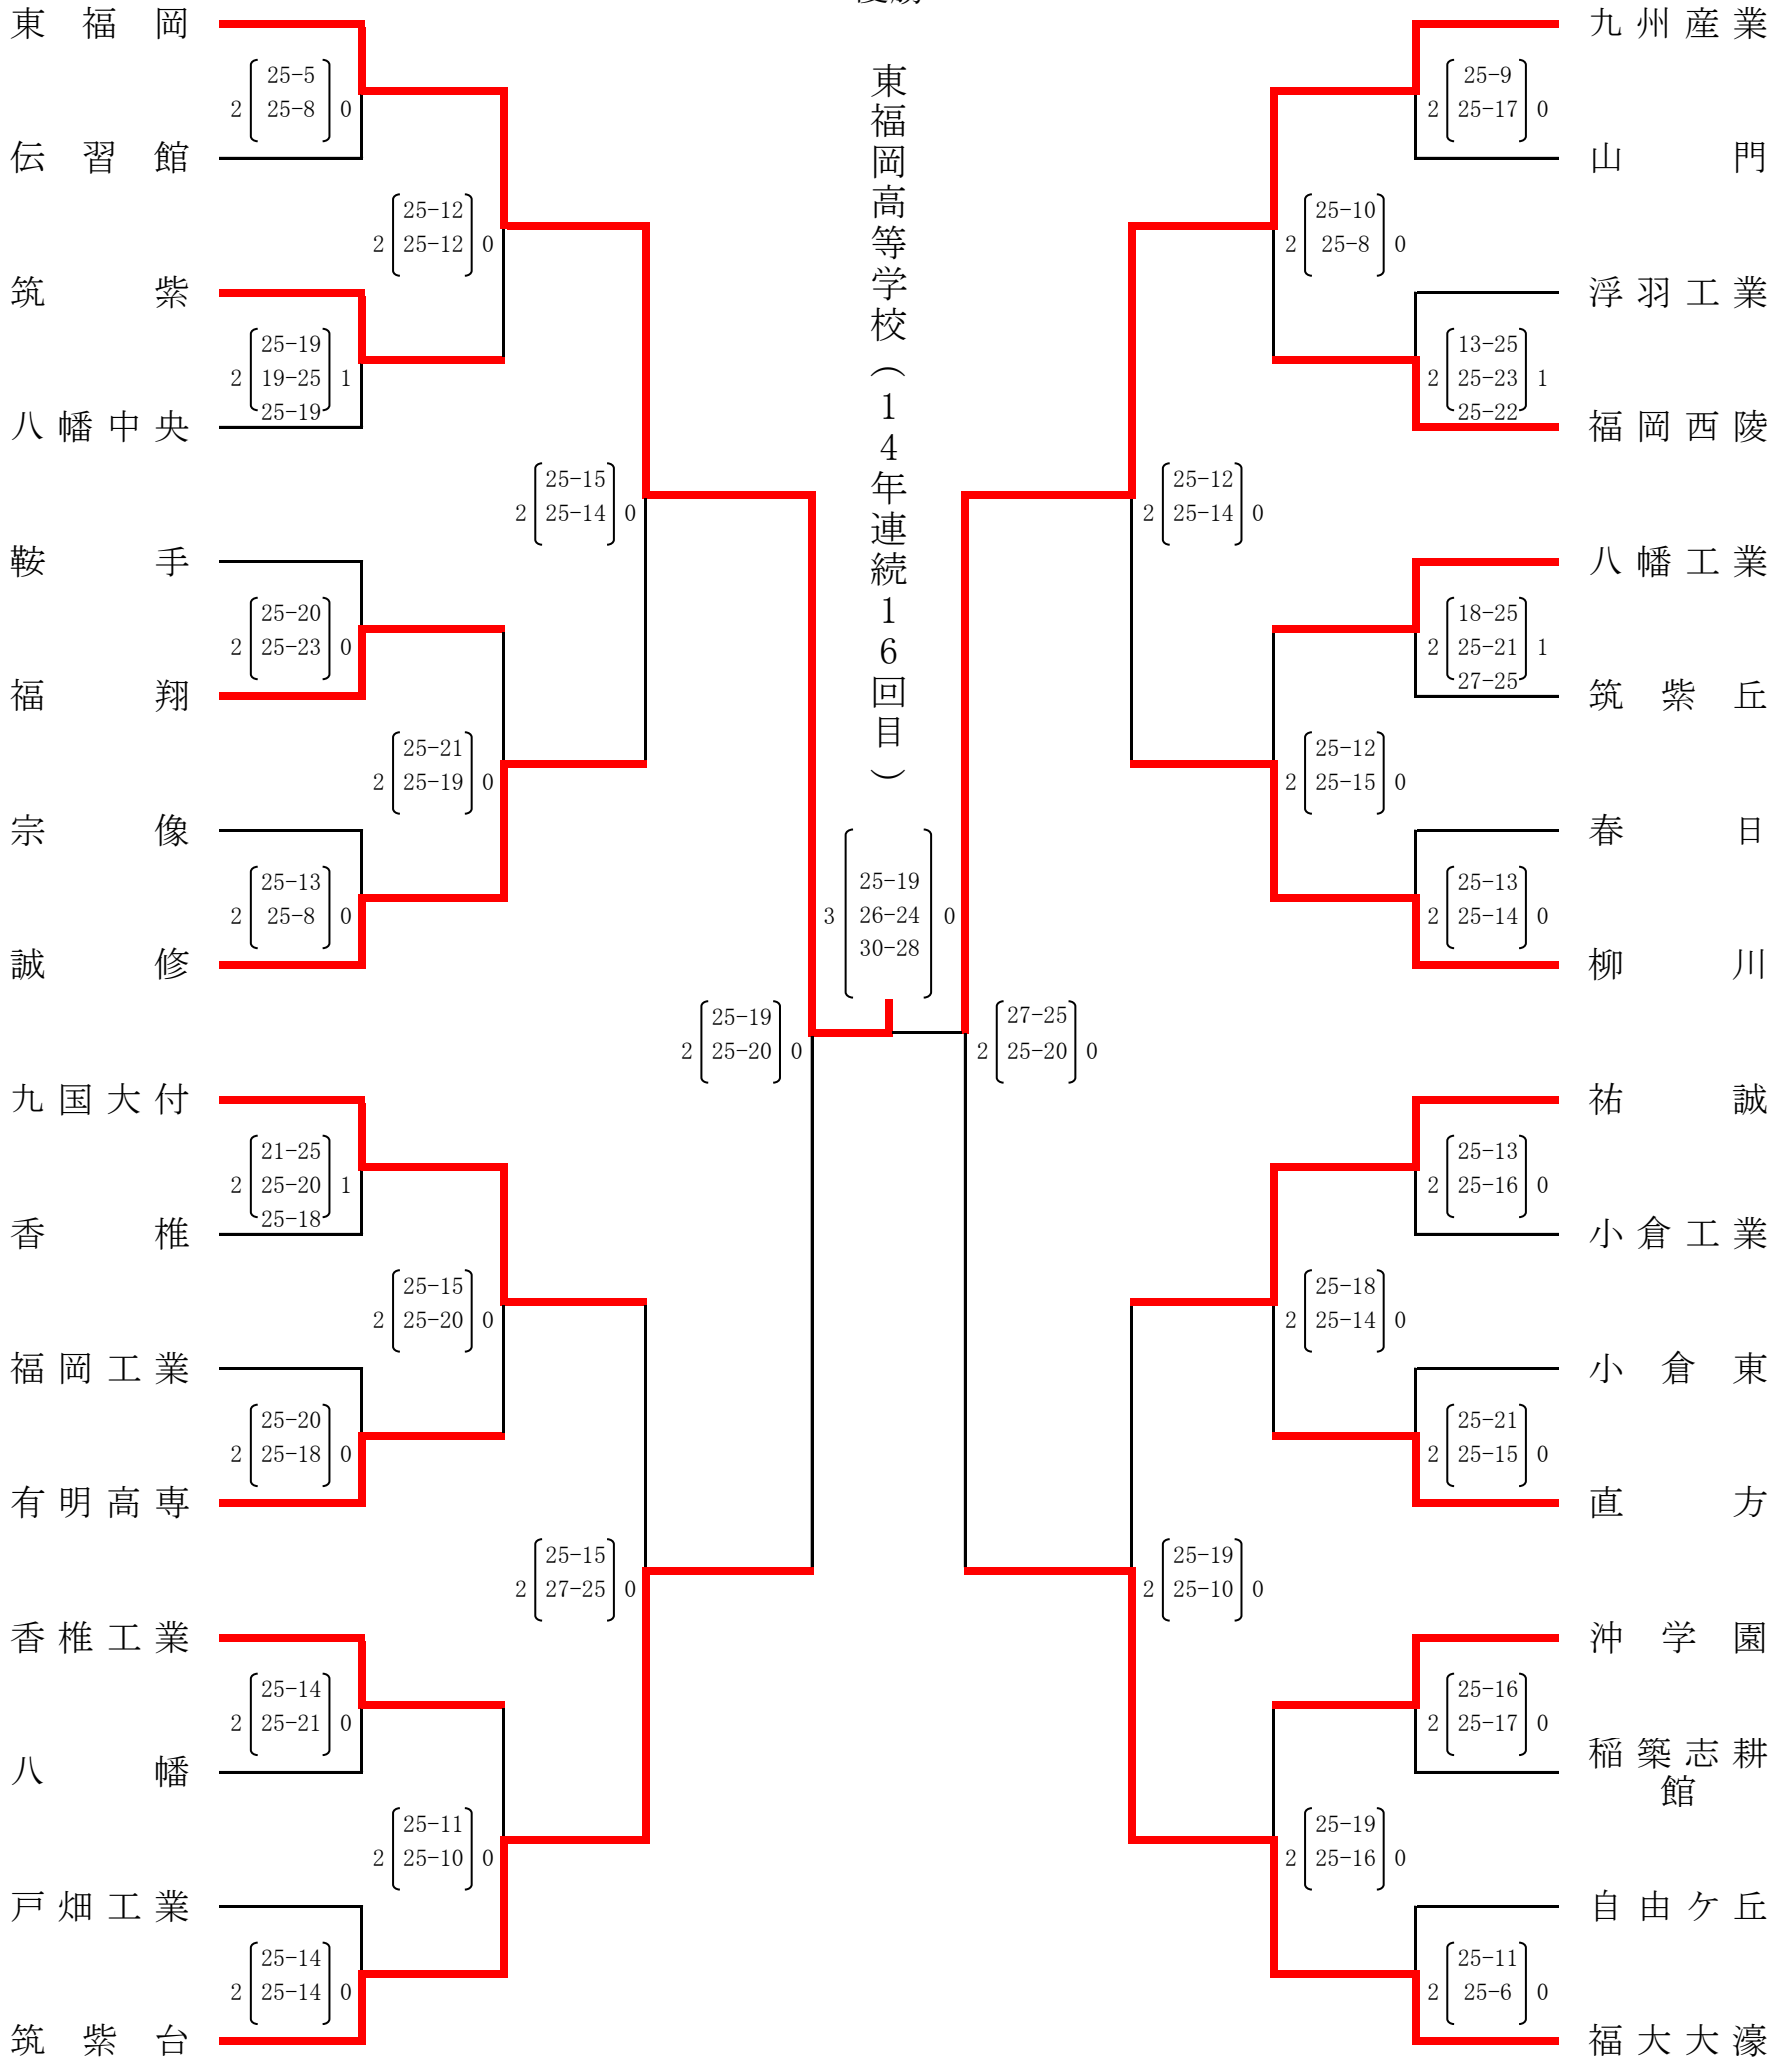 優勝
東福岡高等学校（14年連続16回目）
東福岡
25-5
2 25-8 0
伝習館
25-12
2 25-12 0
筑紫
25-19
2 19-25 1
25-19
八幡中央
25-15
2 25-14 0
鞍手
25-20
2 25-23 0
福翔
25-21
2 25-19 0
宗像
25-13
2 25-8 0
誠修
25-19
2 25-20 0
九国大付
21-25
2 25-20 1
25-18
香椎
25-15
2 25-20 0
福岡工業
25-20
2 25-18 0
有明高専
25-15
2 27-25 0
香椎工業
25-14
2 25-21 0
八幡
25-11
2 25-10 0
戸畑工業
25-14
2 25-14 0
筑紫台
25-19
3 26-24 0
30-28
九州産業
25-9
2 25-17 0
山門
25-10
2 25-8 0
浮羽工業
13-25
2 25-23 1
25-22
福岡西陵
25-12
2 25-14 0
八幡工業
18-25
2 25-21 1
27-25
筑紫丘
25-12
2 25-15 0
春日
25-13
2 25-14 0
柳川
27-25
2 25-20 0
祐誠
25-13
2 25-16 0
小倉工業
25-18
2 25-14 0
小倉東
25-21
2 25-15 0
直方
25-19
2 25-10 0
沖学園
25-16
2 25-17 0
稲築志耕
館
25-19
2 25-16 0
自由ケ丘
25-11
2 25-6 0
福大大濠